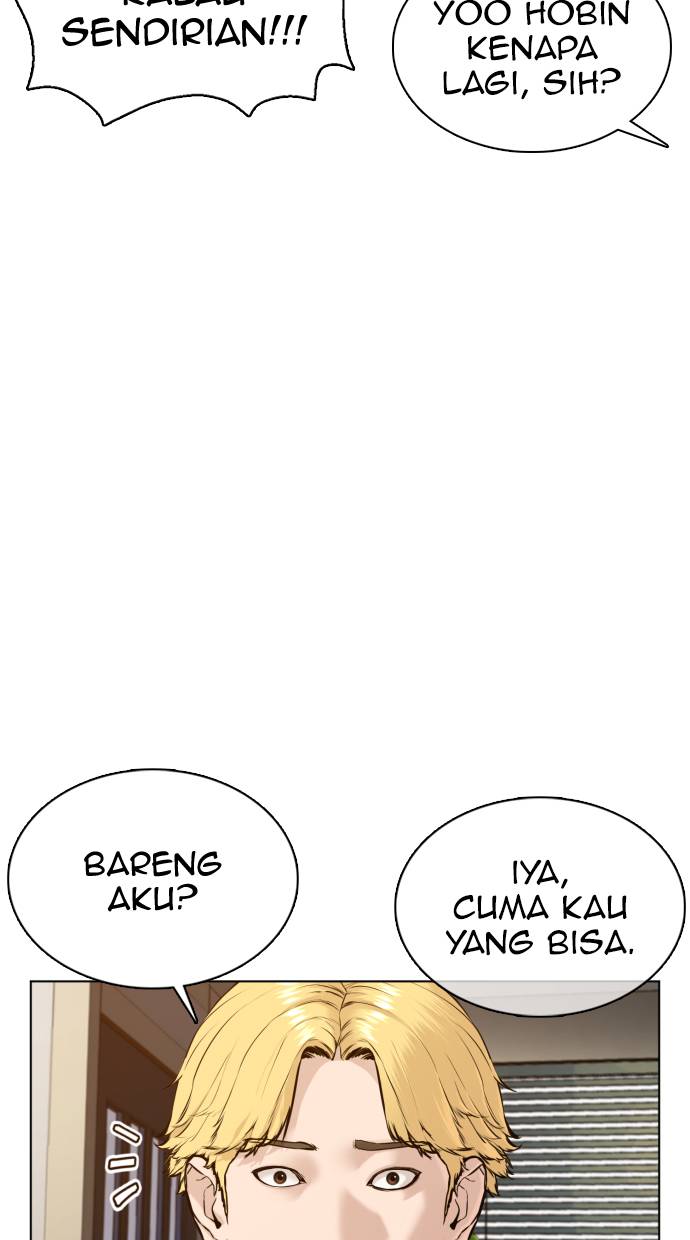 SENDIRIAN!!!
YOO HOBIN
KENAPA
LAGI, SIH?
BARENG
AKU?
IYA,
CUMA KAU
YANG BISA.